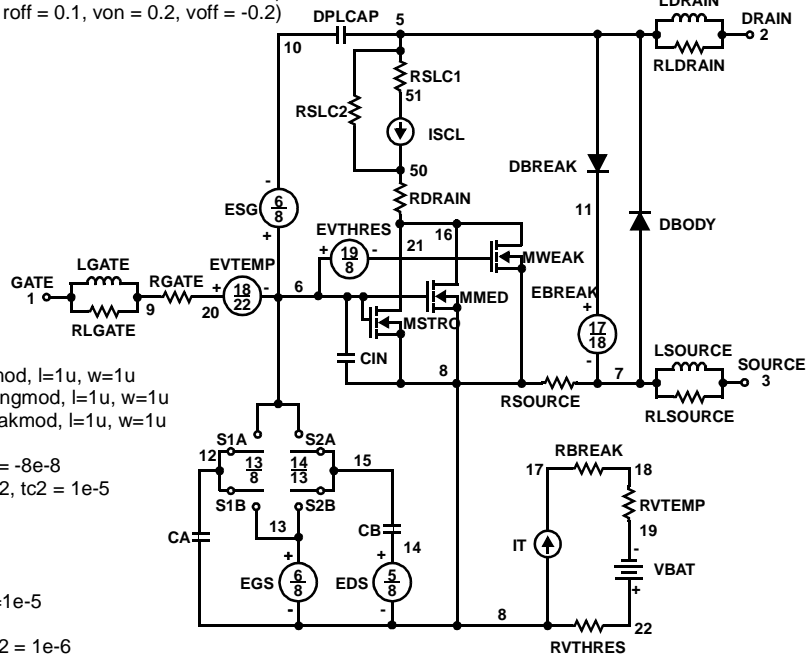 roff = 0.1, von = 0.2, voff = -0.2)
LDRAIN
DPLCAP
5
DRAIN
2
10
RLDRAIN
RSLC1
51
RSLC2
ISCL
50
DBREAK
RDRAIN
ESG
-
6
8
+
11
DBODY
EVTHRES
+
19
8
-
21
16
MWEAK
LGATE
RGATE
EVTEMP
GATE
1
RLGATE
9
20
+
18
22
-
6
MMED
MSTRO
EBREAK
+
17
18
-
CIN
8
RSOURCE
7
LSOURCE
SOURCE
3
RLSOURCE
mod, l=1u, w=1u
ngmod, l=1u, w=1u
akmod, l=1u, w=1u
= -8e-8
2, tc2 = 1e-5
S1A
S2A
12
13
8
14
13
15
S1B
S2B
13
CA
CB
14
EGS
+
6
8
-
EDS
+
5
8
-
RBREAK
17
18
RVTEMP
19
IT
-
VBAT
+
8
22
RVTHRES
=1e-5
2 = 1e-6